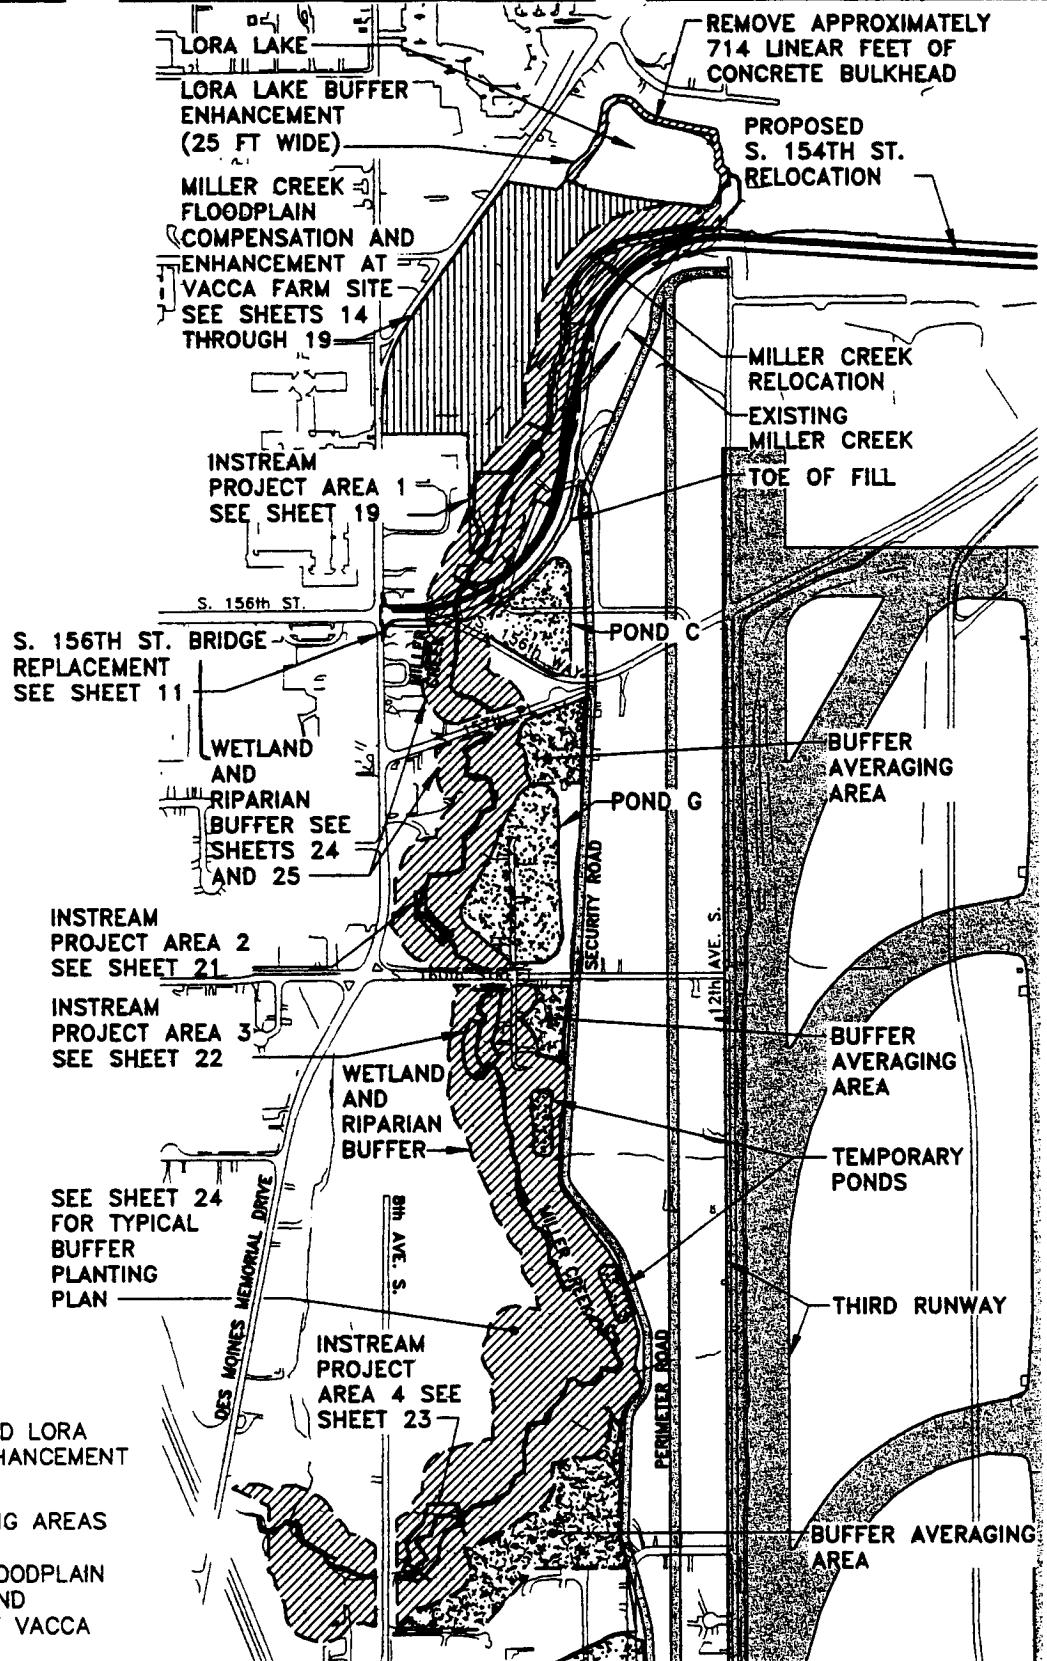 LORA LAKE
REMOVE APPROXIMATELY
714 LINEAR FEET OF
CONCRETE BULKHEAD
LORA LAKE BUFFER
ENHANCEMENT
(25 FT WIDE)
PROPOSED
S. 154TH ST.
RELOCATION
MILLER CREEK
FLOODPLAIN
COMPENSATION AND
ENHANCEMENT AT
VACCA FARM SITE
SEE SHEETS 14
THROUGH 19
MILLER CREEK
RELOCATION
EXISTING
MILLER CREEK
TOE OF FILL
INSTREAM
PROJECT AREA 1
SEE SHEET 19
S. 156th ST.
S. 156TH ST. BRIDGE
REPLACEMENT
SEE SHEET 11
MILLER
CREEK
156th WAY
POND C
WETLAND
AND
RIPARIAN
BUFFER SEE
SHEETS 24
AND 25
BUFFER
AVERAGING
AREA
POND G
SECURITY ROAD
12th AVE. S.
INSTREAM
PROJECT AREA 2
SEE SHEET 21
INSTREAM
PROJECT AREA 3
SEE SHEET 22
BUFFER
AVERAGING
AREA
WETLAND
AND
RIPARIAN
BUFFER
TEMPORARY
PONDS
SEE SHEET 24
FOR TYPICAL
BUFFER
PLANTING
PLAN
DES MOINES MEMORIAL DRIVE
8th AVE. S.
MILLER CREEK
THIRD RUNWAY
INSTREAM
PROJECT
AREA 4 SEE
SHEET 23
PERIMETER ROAD
D LORA
HANCEMENT
G AREAS
BUFFER AVERAGING
AREA
OODPLAIN
ND
VACCA